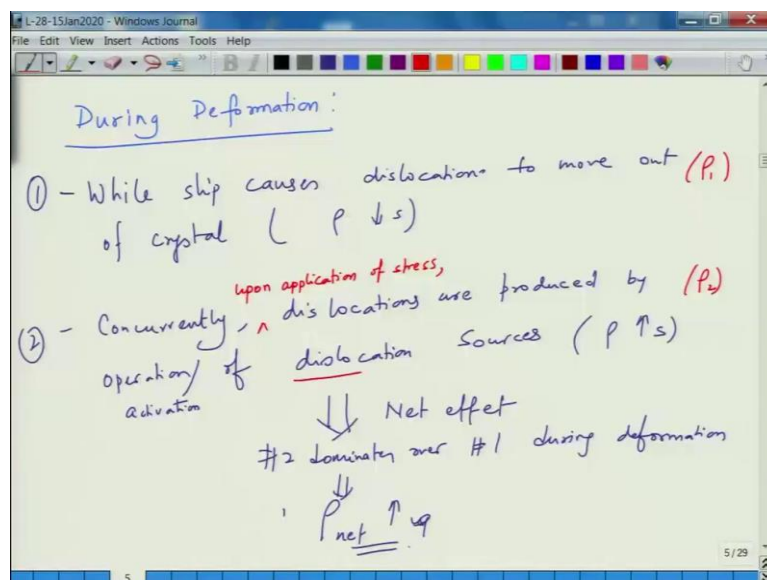 L-28-15Jan2020 - Windows Journal
File Edit View Insert Actions Tools Help
During Deformation:
① - While slip causes dislocations to move out (ρ₁)
of crystal ( ρ ↓s)
upon application of stress,
② - Concurrently, ^ dislocations are produced by (ρ₂)
operation/ of dislocation sources ( ρ ↑s)
activation
⇓ Net effet
#2 dominates over #1 during deformation
⇓
ρnet ↑
5/29
5